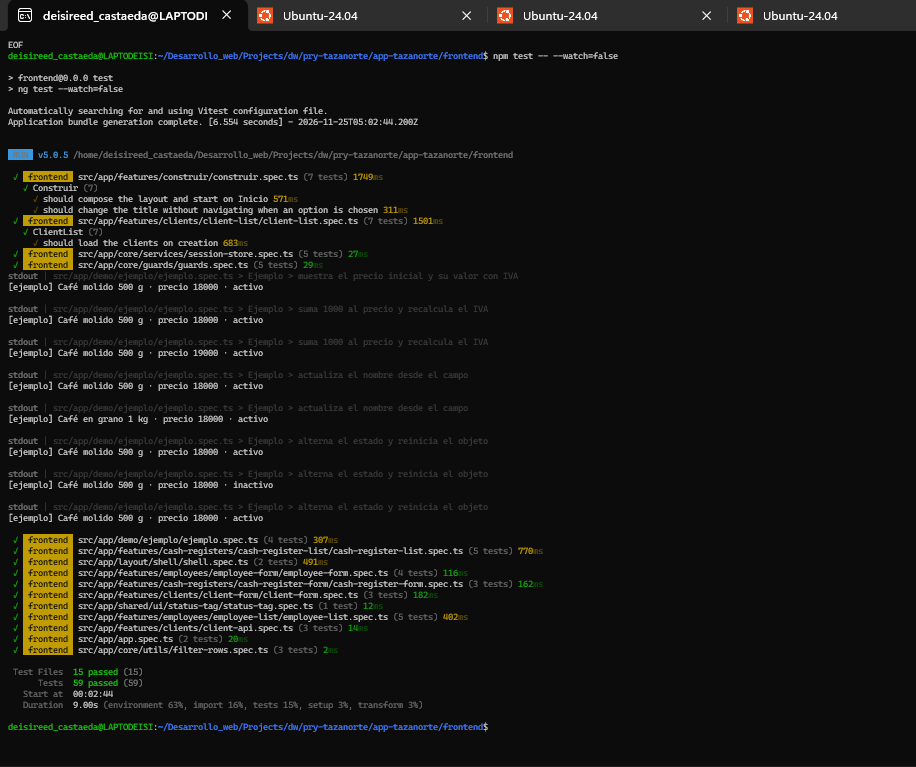 deisireed_castaeda@LAPTODI
Ubuntu-24.04
Ubuntu-24.04
Ubuntu-24.04
EOF
deisireed_castaeda@LAPTODEISI:~/Desarrollo_web/Projects/dw/pry-tazanorte/app-tazanorte/frontend$ npm test -- --watch=false
> frontend@0.0.0 test
> ng test --watch=false
Automatically searching for and using Vitest configuration file.
Application bundle generation complete. [6.554 seconds] - 2026-11-25T05:02:44.200Z
v5.0.5 /home/deisireed_castaeda/Desarrollo_web/Projects/dw/pry-tazanorte/app-tazanorte/frontend
✓ frontend src/app/features/construir/construir.spec.ts (7 tests) 1749ms
✓ Construir (7)
✓ should compose the layout and start on Inicio 571ms
✓ should change the title without navigating when an option is chosen 311ms
✓ frontend src/app/features/clients/client-list/client-list.spec.ts (7 tests) 1501ms
✓ ClientList (7)
✓ should load the clients on creation 683ms
✓ frontend src/app/core/services/session-store.spec.ts (5 tests) 27ms
✓ frontend src/app/core/guards/guards.spec.ts (5 tests) 29ms
stdout | src/app/demo/ejemplo/ejemplo.spec.ts > Ejemplo > muestra el precio inicial y su valor con IVA
[ejemplo] Café molido 500 g · precio 18000 · activo
stdout | src/app/demo/ejemplo/ejemplo.spec.ts > Ejemplo > suma 1000 al precio y recalcula el IVA
[ejemplo] Café molido 500 g · precio 18000 · activo
stdout | src/app/demo/ejemplo/ejemplo.spec.ts > Ejemplo > suma 1000 al precio y recalcula el IVA
[ejemplo] Café molido 500 g · precio 19000 · activo
stdout | src/app/demo/ejemplo/ejemplo.spec.ts > Ejemplo > actualiza el nombre desde el campo
[ejemplo] Café molido 500 g · precio 18000 · activo
stdout | src/app/demo/ejemplo/ejemplo.spec.ts > Ejemplo > actualiza el nombre desde el campo
[ejemplo] Café en grano 1 kg · precio 18000 · activo
stdout | src/app/demo/ejemplo/ejemplo.spec.ts > Ejemplo > alterna el estado y reinicia el objeto
[ejemplo] Café molido 500 g · precio 18000 · activo
stdout | src/app/demo/ejemplo/ejemplo.spec.ts > Ejemplo > alterna el estado y reinicia el objeto
[ejemplo] Café molido 500 g · precio 18000 · inactivo
stdout | src/app/demo/ejemplo/ejemplo.spec.ts > Ejemplo > alterna el estado y reinicia el objeto
[ejemplo] Café molido 500 g · precio 18000 · activo
✓ frontend src/app/demo/ejemplo/ejemplo.spec.ts (4 tests) 307ms
✓ frontend src/app/features/cash-registers/cash-register-list/cash-register-list.spec.ts (5 tests) 770ms
✓ frontend src/app/layout/shell/shell.spec.ts (2 tests) 491ms
✓ frontend src/app/features/employees/employee-form/employee-form.spec.ts (4 tests) 116ms
✓ frontend src/app/features/cash-registers/cash-register-form/cash-register-form.spec.ts (3 tests) 162ms
✓ frontend src/app/features/clients/client-form/client-form.spec.ts (3 tests) 182ms
✓ frontend src/app/shared/ui/status-tag/status-tag.spec.ts (1 test) 12ms
✓ frontend src/app/features/employees/employee-list/employee-list.spec.ts (5 tests) 402ms
✓ frontend src/app/features/clients/client-api.spec.ts (3 tests) 14ms
✓ frontend src/app/app.spec.ts (2 tests) 20ms
✓ frontend src/app/core/utils/filter-rows.spec.ts (3 tests) 2ms
Test Files 15 passed (15)
Tests 59 passed (59)
Start at 00:02:44
Duration 9.00s (environment 63%, import 16%, tests 15%, setup 3%, transform 3%)
deisireed_castaeda@LAPTODEISI:~/Desarrollo_web/Projects/dw/pry-tazanorte/app-tazanorte/frontend$